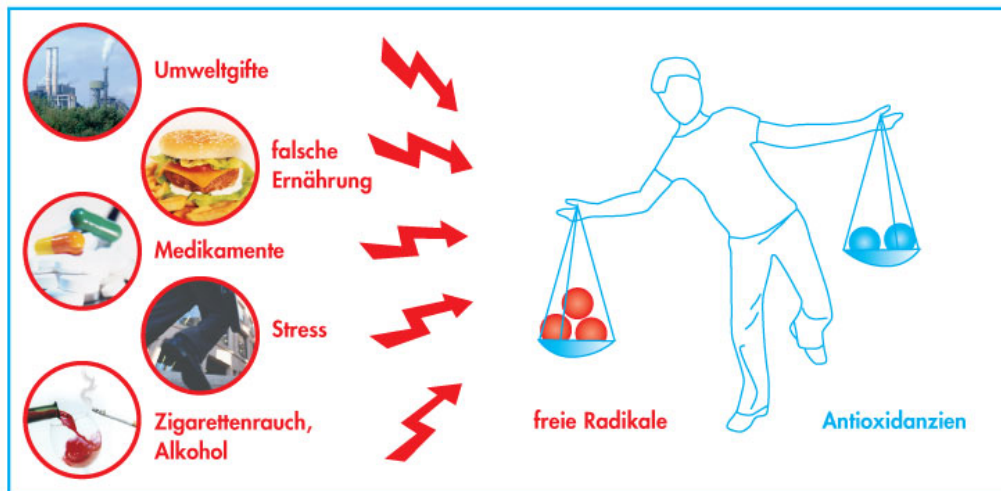 Umweltgifte
falsche
Ernährung
Medikamente
Stress
Zigarettenrauch,
Alkohol
freie Radikale
Antioxidanzien